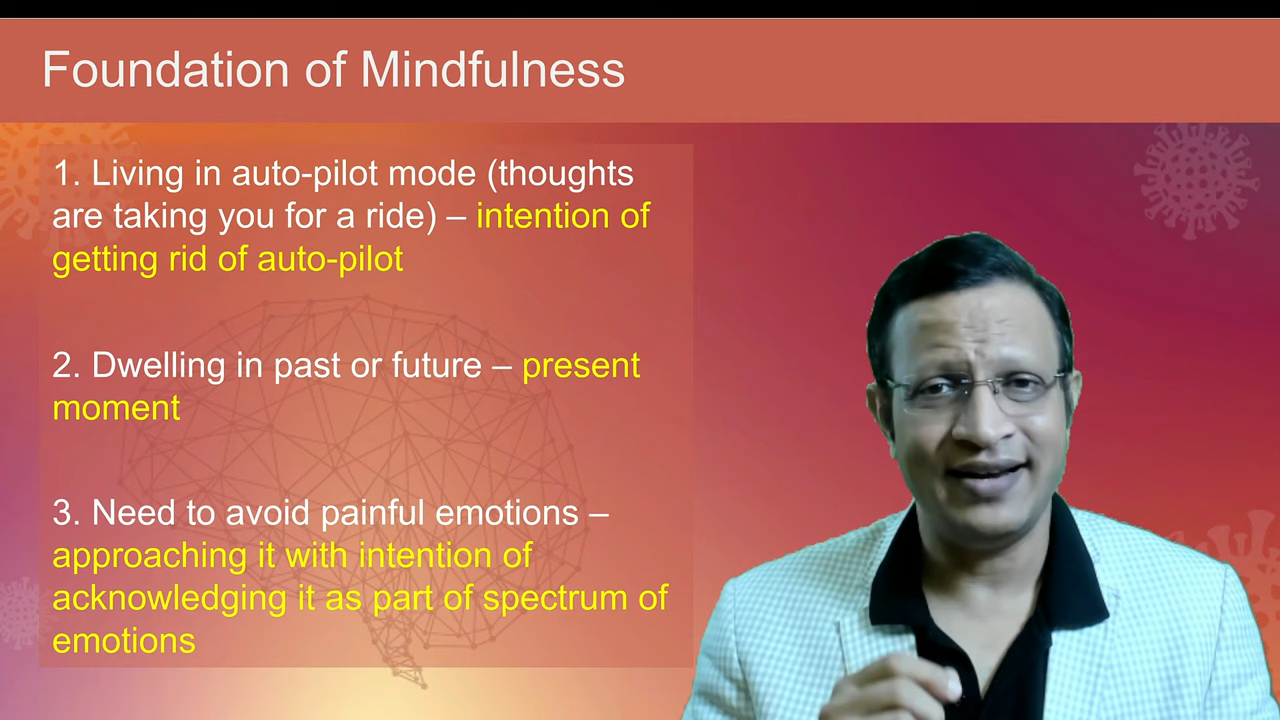 Foundation of Mindfulness
1. Living in auto-pilot mode (thoughts
are taking you for a ride) – intention of
getting rid of auto-pilot
2. Dwelling in past or future – present
moment
3. Need to avoid painful emotions –
approaching it with intention of
acknowledging it as part of spectrum of
emotions